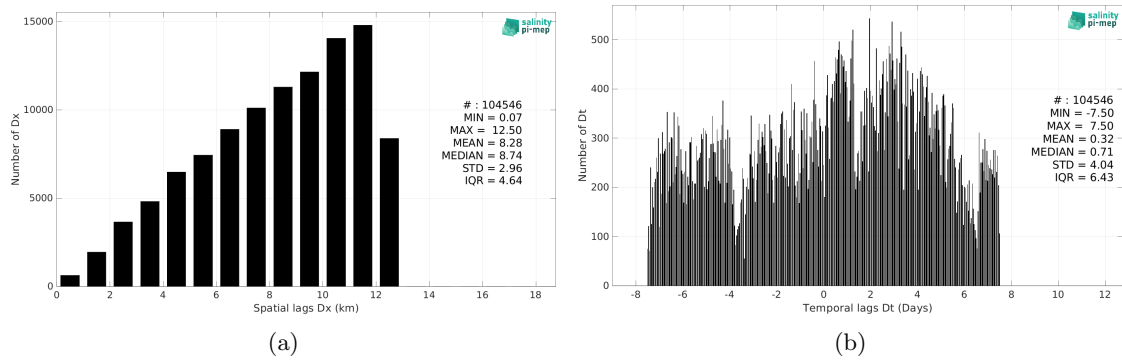 15000
10000
5000
0
Number of Dx
0 2 4 6 8 10 12 14 16 18
Spatial lags Dx (km)
salinity
pi-mep
# : 104546
MIN = 0.07
MAX = 12.50
MEAN = 8.28
MEDIAN = 8.74
STD = 2.96
IQR = 4.64
(a)
500
400
300
200
100
0
Number of Dt
-8 -6 -4 -2 0 2 4 6 8 10 12
Temporal lags Dt (Days)
salinity
pi-mep
# : 104546
MIN = -7.50
MAX = 7.50
MEAN = 0.32
MEDIAN = 0.71
STD = 4.04
IQR = 6.43
(b)